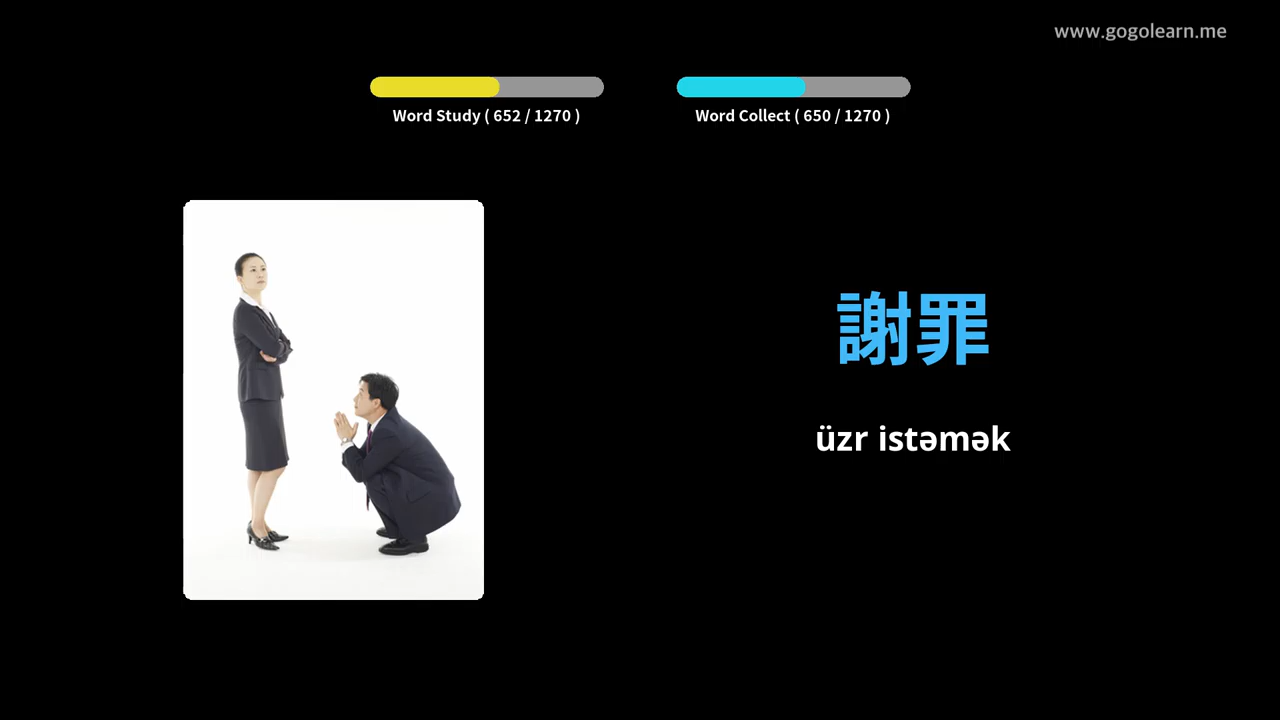 www.gogolearn.me
Word Study ( 652 / 1270 )
Word Collect ( 650 / 1270 )
謝罪
üzr istəmək